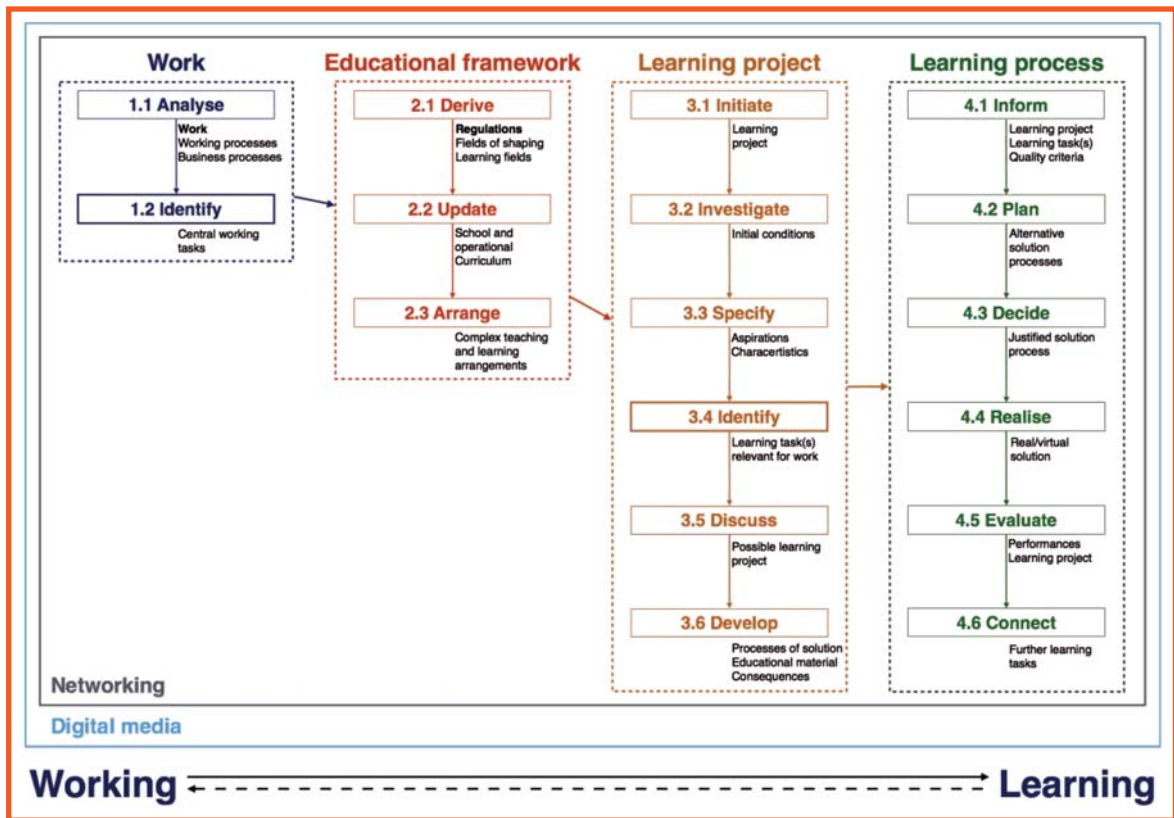 Work
1.1 Analyse
Work
Working processes
Business processes
1.2 Identify
Central working
tasks
Educational framework
2.1 Derive
Regulations
Fields of shaping
Learning fields
2.2 Update
School and
operational
Curriculum
2.3 Arrange
Complex teaching
and learning
arrangements
Learning project
3.1 Initiate
Learning
project
3.2 Investigate
Initial conditions
3.3 Specify
Aspirations
Characertistics
3.4 Identify
Learning task(s)
relevant for work
3.5 Discuss
Possible learning
project
3.6 Develop
Processes of solution
Educational material
Consequences
Learning process
4.1 Inform
Learning project
Learning task(s)
Quality criteria
4.2 Plan
Alternative
solution
processes
4.3 Decide
Justified solution
process
4.4 Realise
Real/virtual
solution
4.5 Evaluate
Performances
Learning project
4.6 Connect
Further learning
tasks
Networking
Digital media
Working
Learning